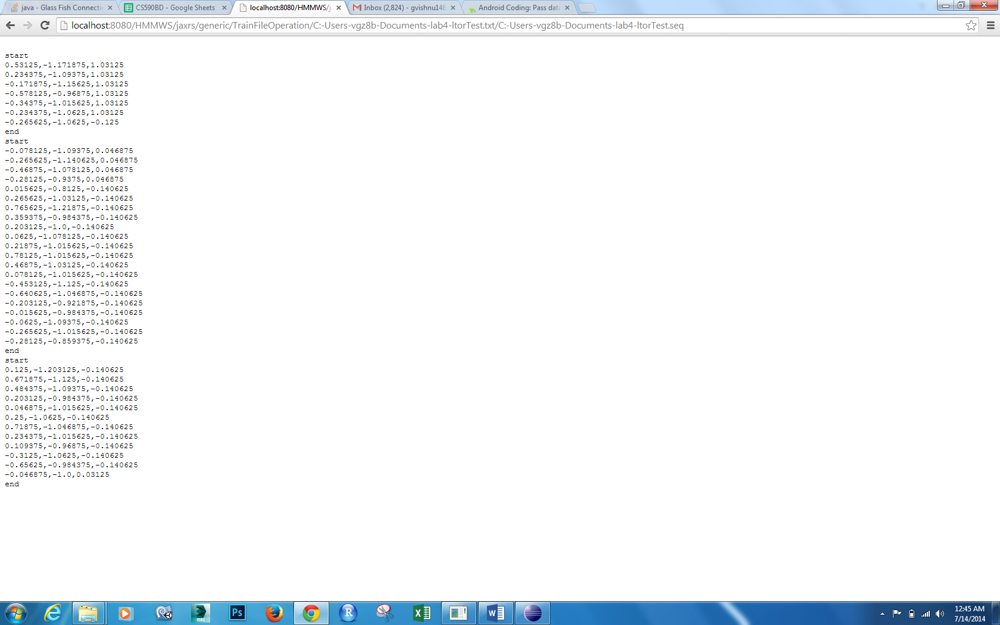 java - Glass Fish Connecti
CS590BD - Google Sheets
localhost:8080/HMMWS/j
Inbox (2,824) - gvishnu146
Android Coding: Pass data
localhost:8080/HMMWS/jaxrs/generic/TrainFileOperation/C:-Users-vgz8b-Documents-lab4-ltorTest.txt/C:-Users-vgz8b-Documents-lab4-ltorTest.seq
start
0.53125,-1.171875,1.03125
0.234375,-1.09375,1.03125
-0.171875,-1.15625,1.03125
-0.578125,-0.96875,1.03125
-0.34375,-1.015625,1.03125
-0.234375,-1.0625,1.03125
-0.265625,-1.0625,-0.125
end
start
-0.078125,-1.09375,0.046875
-0.265625,-1.140625,0.046875
-0.46875,-1.078125,0.046875
-0.28125,-0.9375,0.046875
0.015625,-0.8125,-0.140625
0.265625,-1.03125,-0.140625
0.765625,-1.21875,-0.140625
0.359375,-0.984375,-0.140625
0.203125,-1.0,-0.140625
0.0625,-1.078125,-0.140625
0.21875,-1.015625,-0.140625
0.78125,-1.015625,-0.140625
0.46875,-1.03125,-0.140625
0.078125,-1.015625,-0.140625
-0.453125,-1.125,-0.140625
-0.640625,-1.046875,-0.140625
-0.203125,-0.921875,-0.140625
-0.015625,-0.984375,-0.140625
-0.0625,-1.09375,-0.140625
-0.265625,-1.015625,-0.140625
-0.28125,-0.859375,-0.140625
end
start
0.125,-1.203125,-0.140625
0.671875,-1.125,-0.140625
0.484375,-1.09375,-0.140625
0.203125,-0.984375,-0.140625
0.046875,-1.015625,-0.140625
0.25,-1.0625,-0.140625
0.71875,-1.046875,-0.140625
0.234375,-1.015625,-0.140625
0.109375,-0.96875,-0.140625
-0.3125,-1.0625,-0.140625
-0.65625,-0.984375,-0.140625
-0.046875,-1.0,0.03125
end
MAX
Ps
R
X
W
12:45 AM
7/14/2014